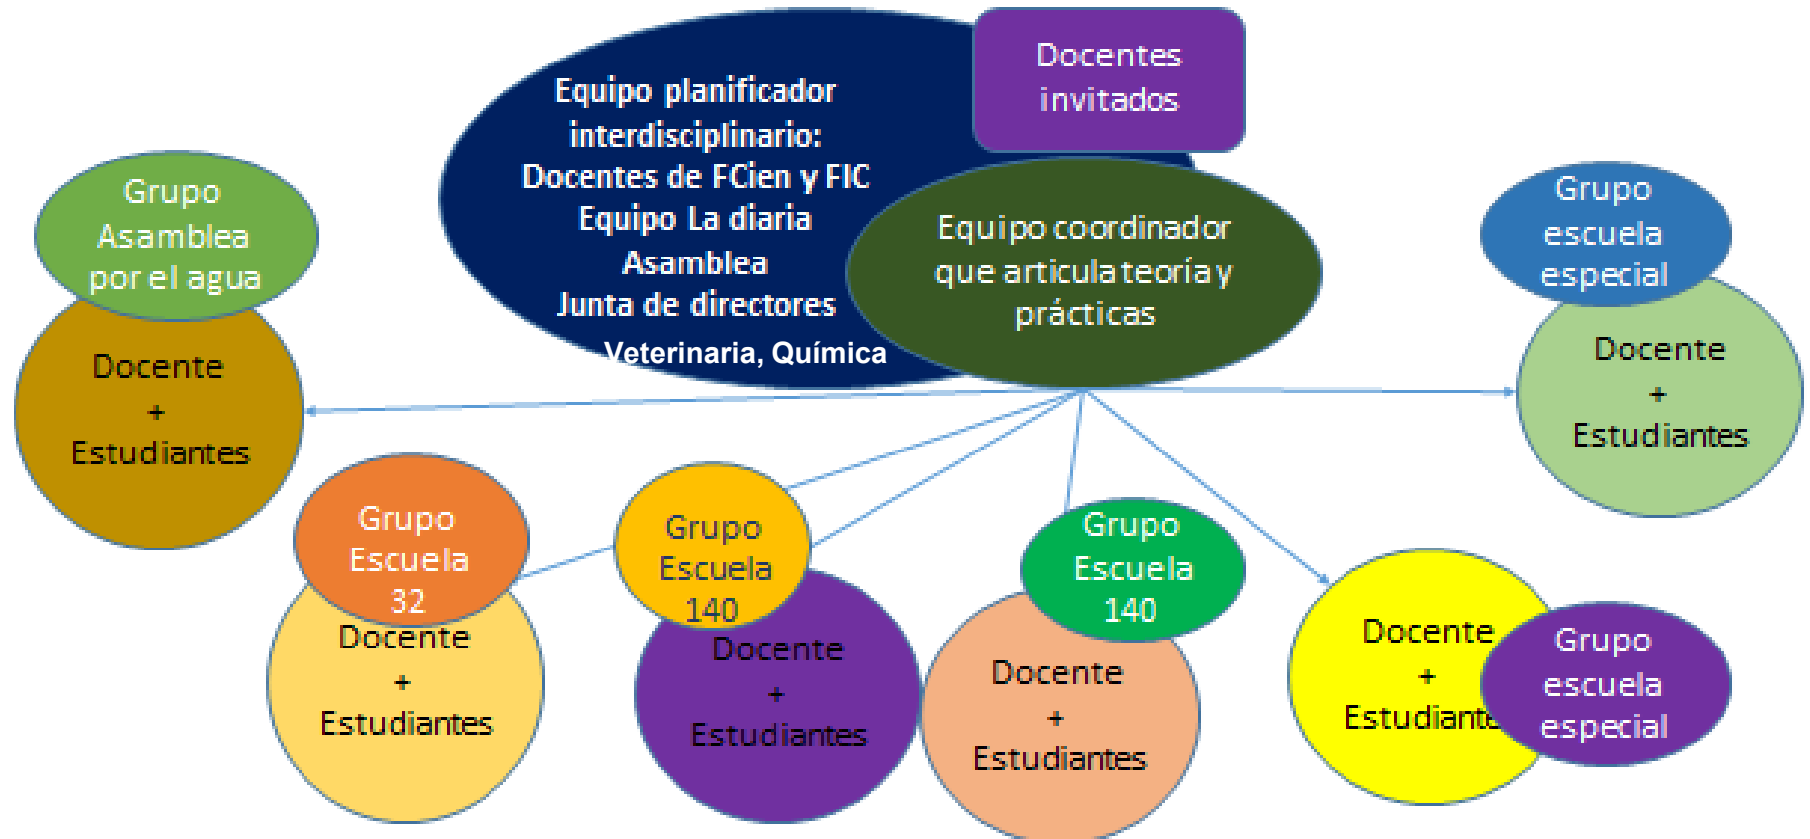 Docentes
invitados
Equipo planificador
interdisciplinario:
Docentes de FCien y FIC
Equipo La diaria
Asamblea
Junta de directores
Veterinaria, Química
Equipo coordinador
que articula teoría y
prácticas
Grupo
Asamblea
por el agua
Docente
+
Estudiantes
Grupo
escuela
especial
Docente
+
Estudiantes
Grupo
Escuela
32
Docente
+
Estudiantes
Grupo
Escuela
140
Docente
+
Estudiantes
Grupo
Escuela
140
Docente
+
Estudiantes
Docente
+
Estudiante
Grupo
escuela
especial